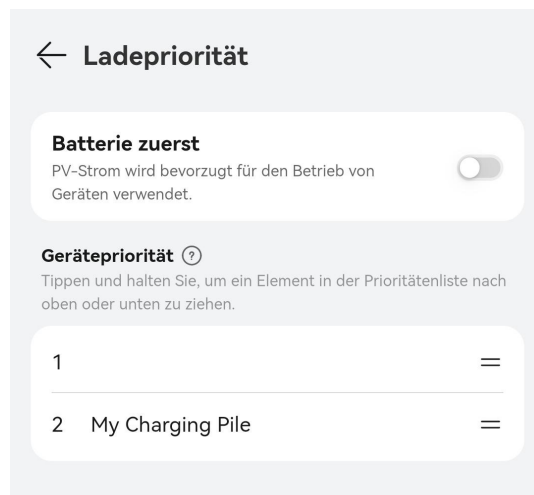 Ladepriorität
Batterie zuerst
PV-Strom wird bevorzugt für den Betrieb von
Geräten verwendet.
Gerätepriorität ?
Tippen und halten Sie, um ein Element in der Prioritätenliste nach
oben oder unten zu ziehen.
1
2 My Charging Pile